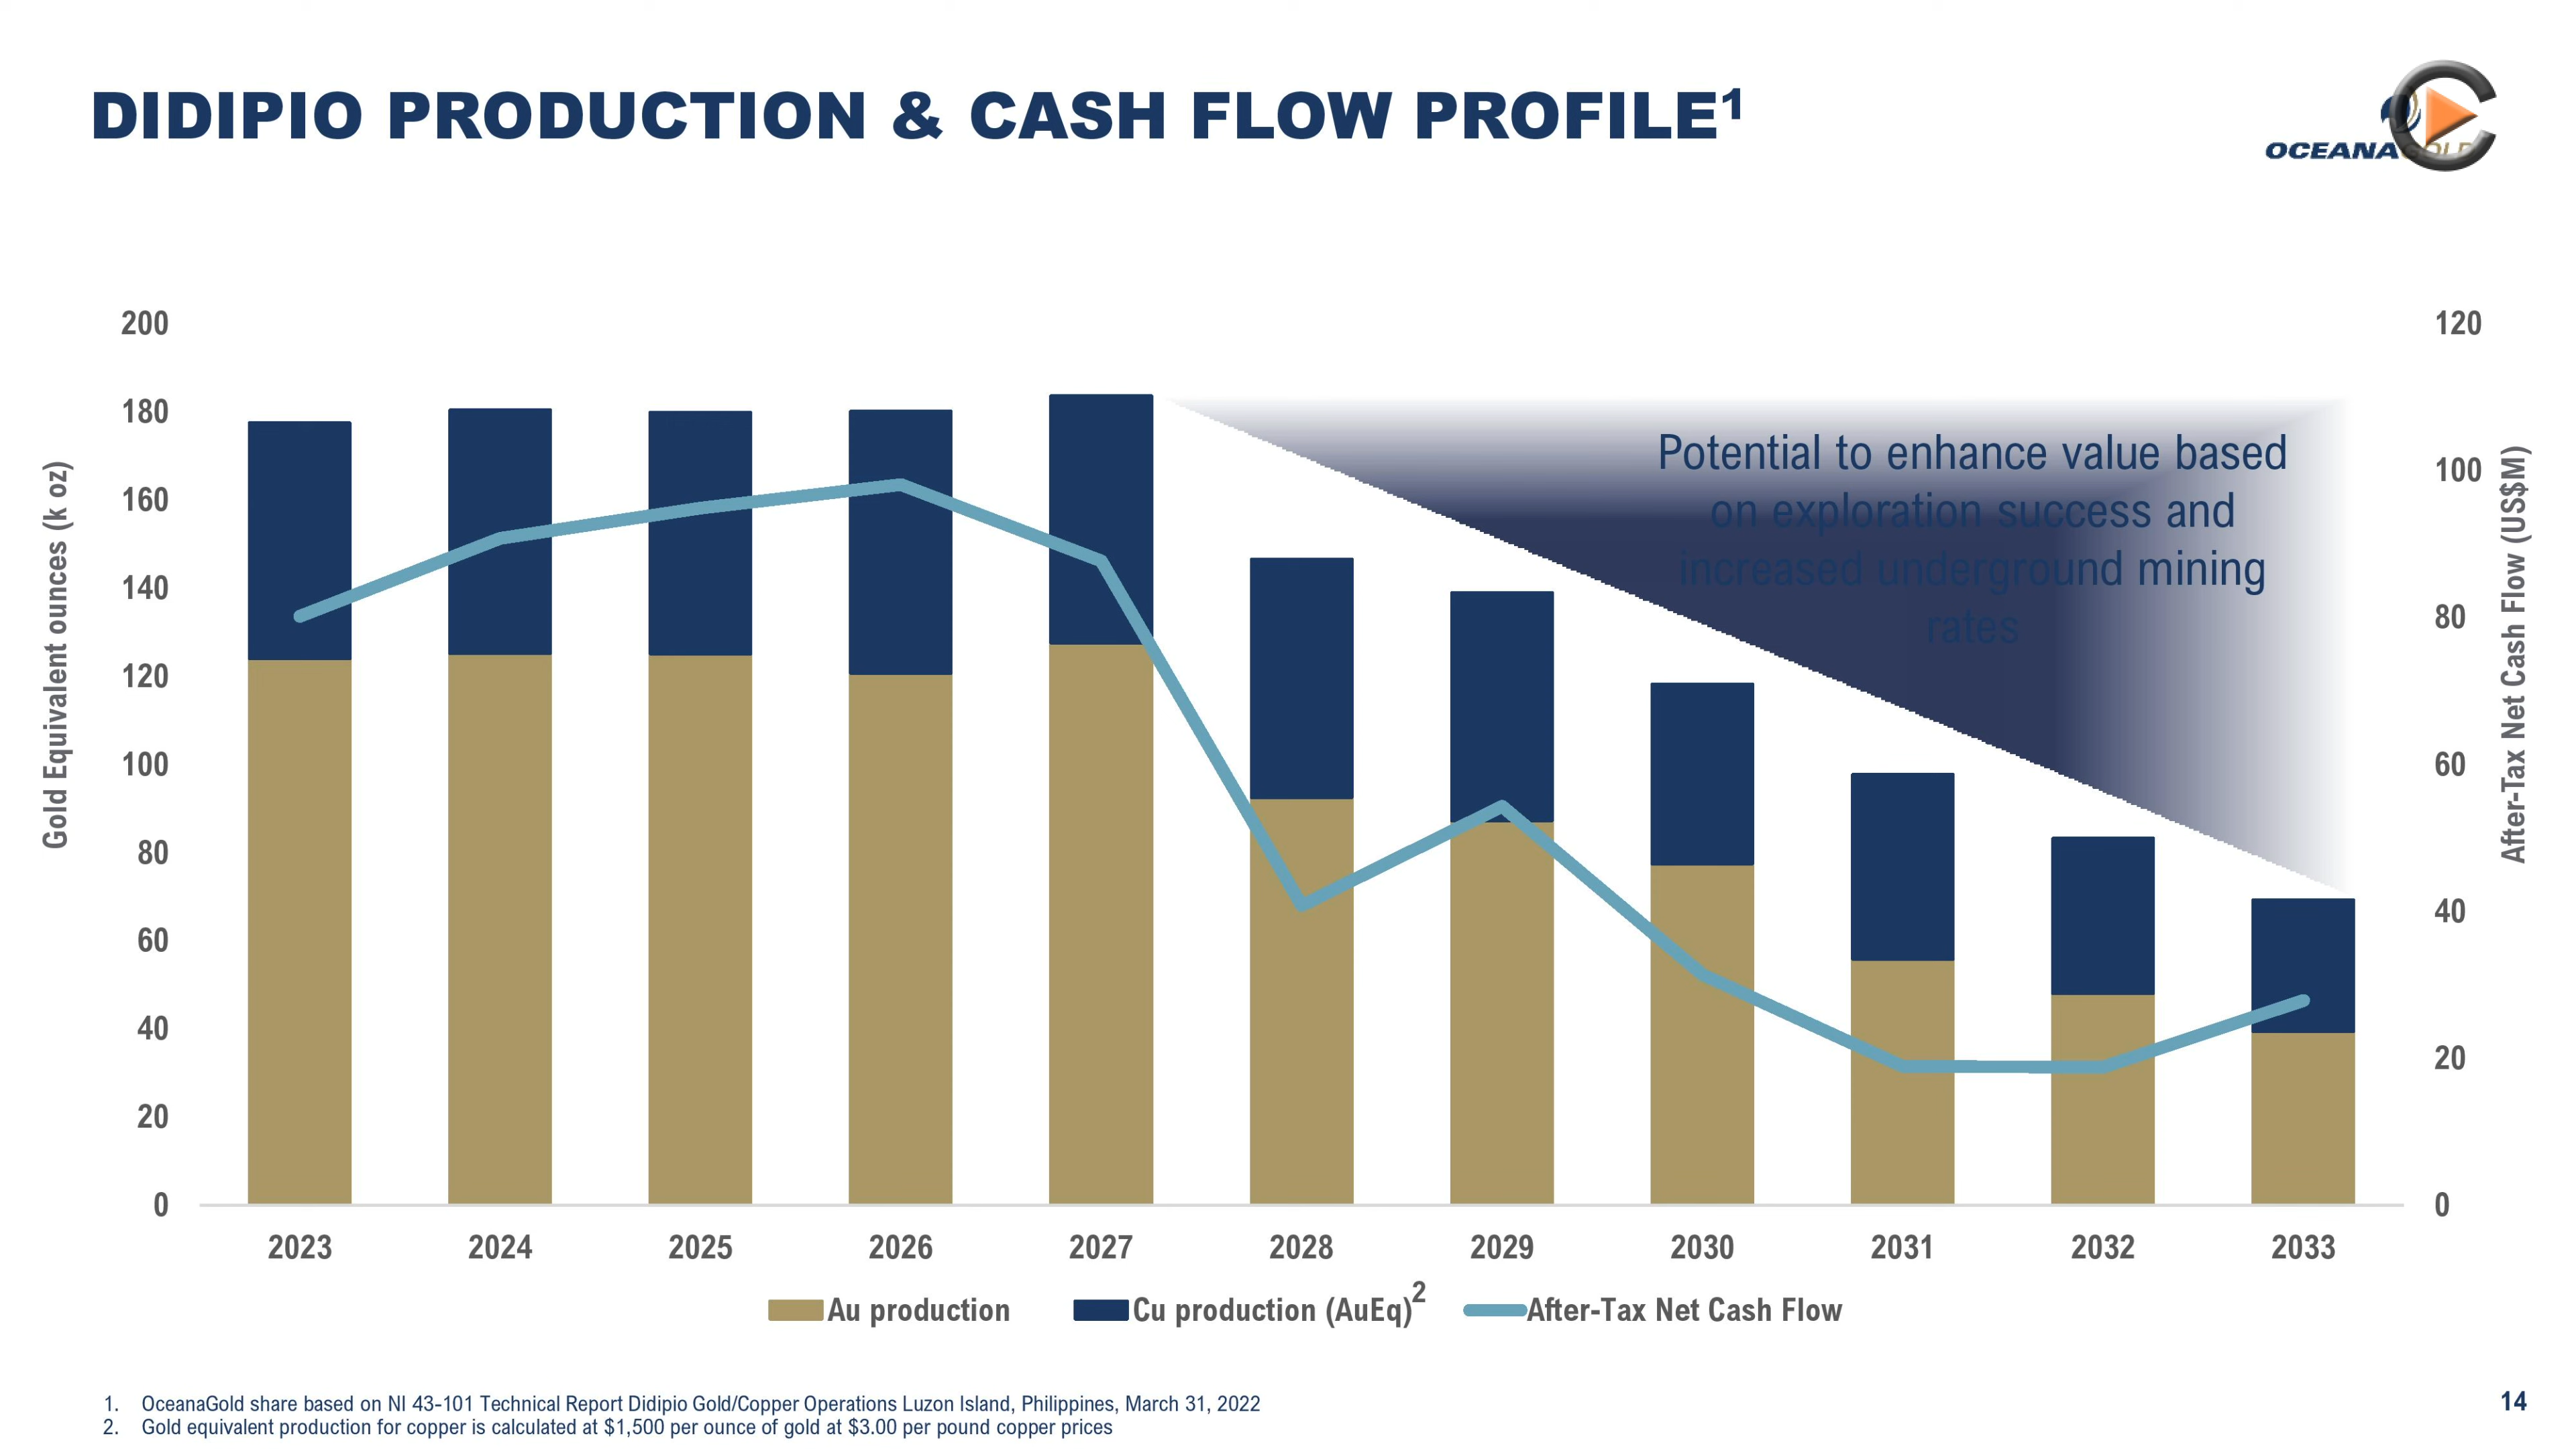 DIDIPIO PRODUCTION & CASH FLOW PROFILE1
OCEANAGOLD
200
180
160
140
120
100
80
60
40
20
0
Gold Equivalent ounces (k oz)
120
100
80
60
40
20
0
After-Tax Net Cash Flow (US$M)
Potential to enhance value based
on exploration success and
increased underground mining
rates
2023 2024 2025 2026 2027 2028 2029 2030 2031 2032 2033
Au production Cu production (AuEq)2 After-Tax Net Cash Flow
1. OceanaGold share based on NI 43-101 Technical Report Didipio Gold/Copper Operations Luzon Island, Philippines, March 31, 2022
2. Gold equivalent production for copper is calculated at $1,500 per ounce of gold at $3.00 per pound copper prices
14